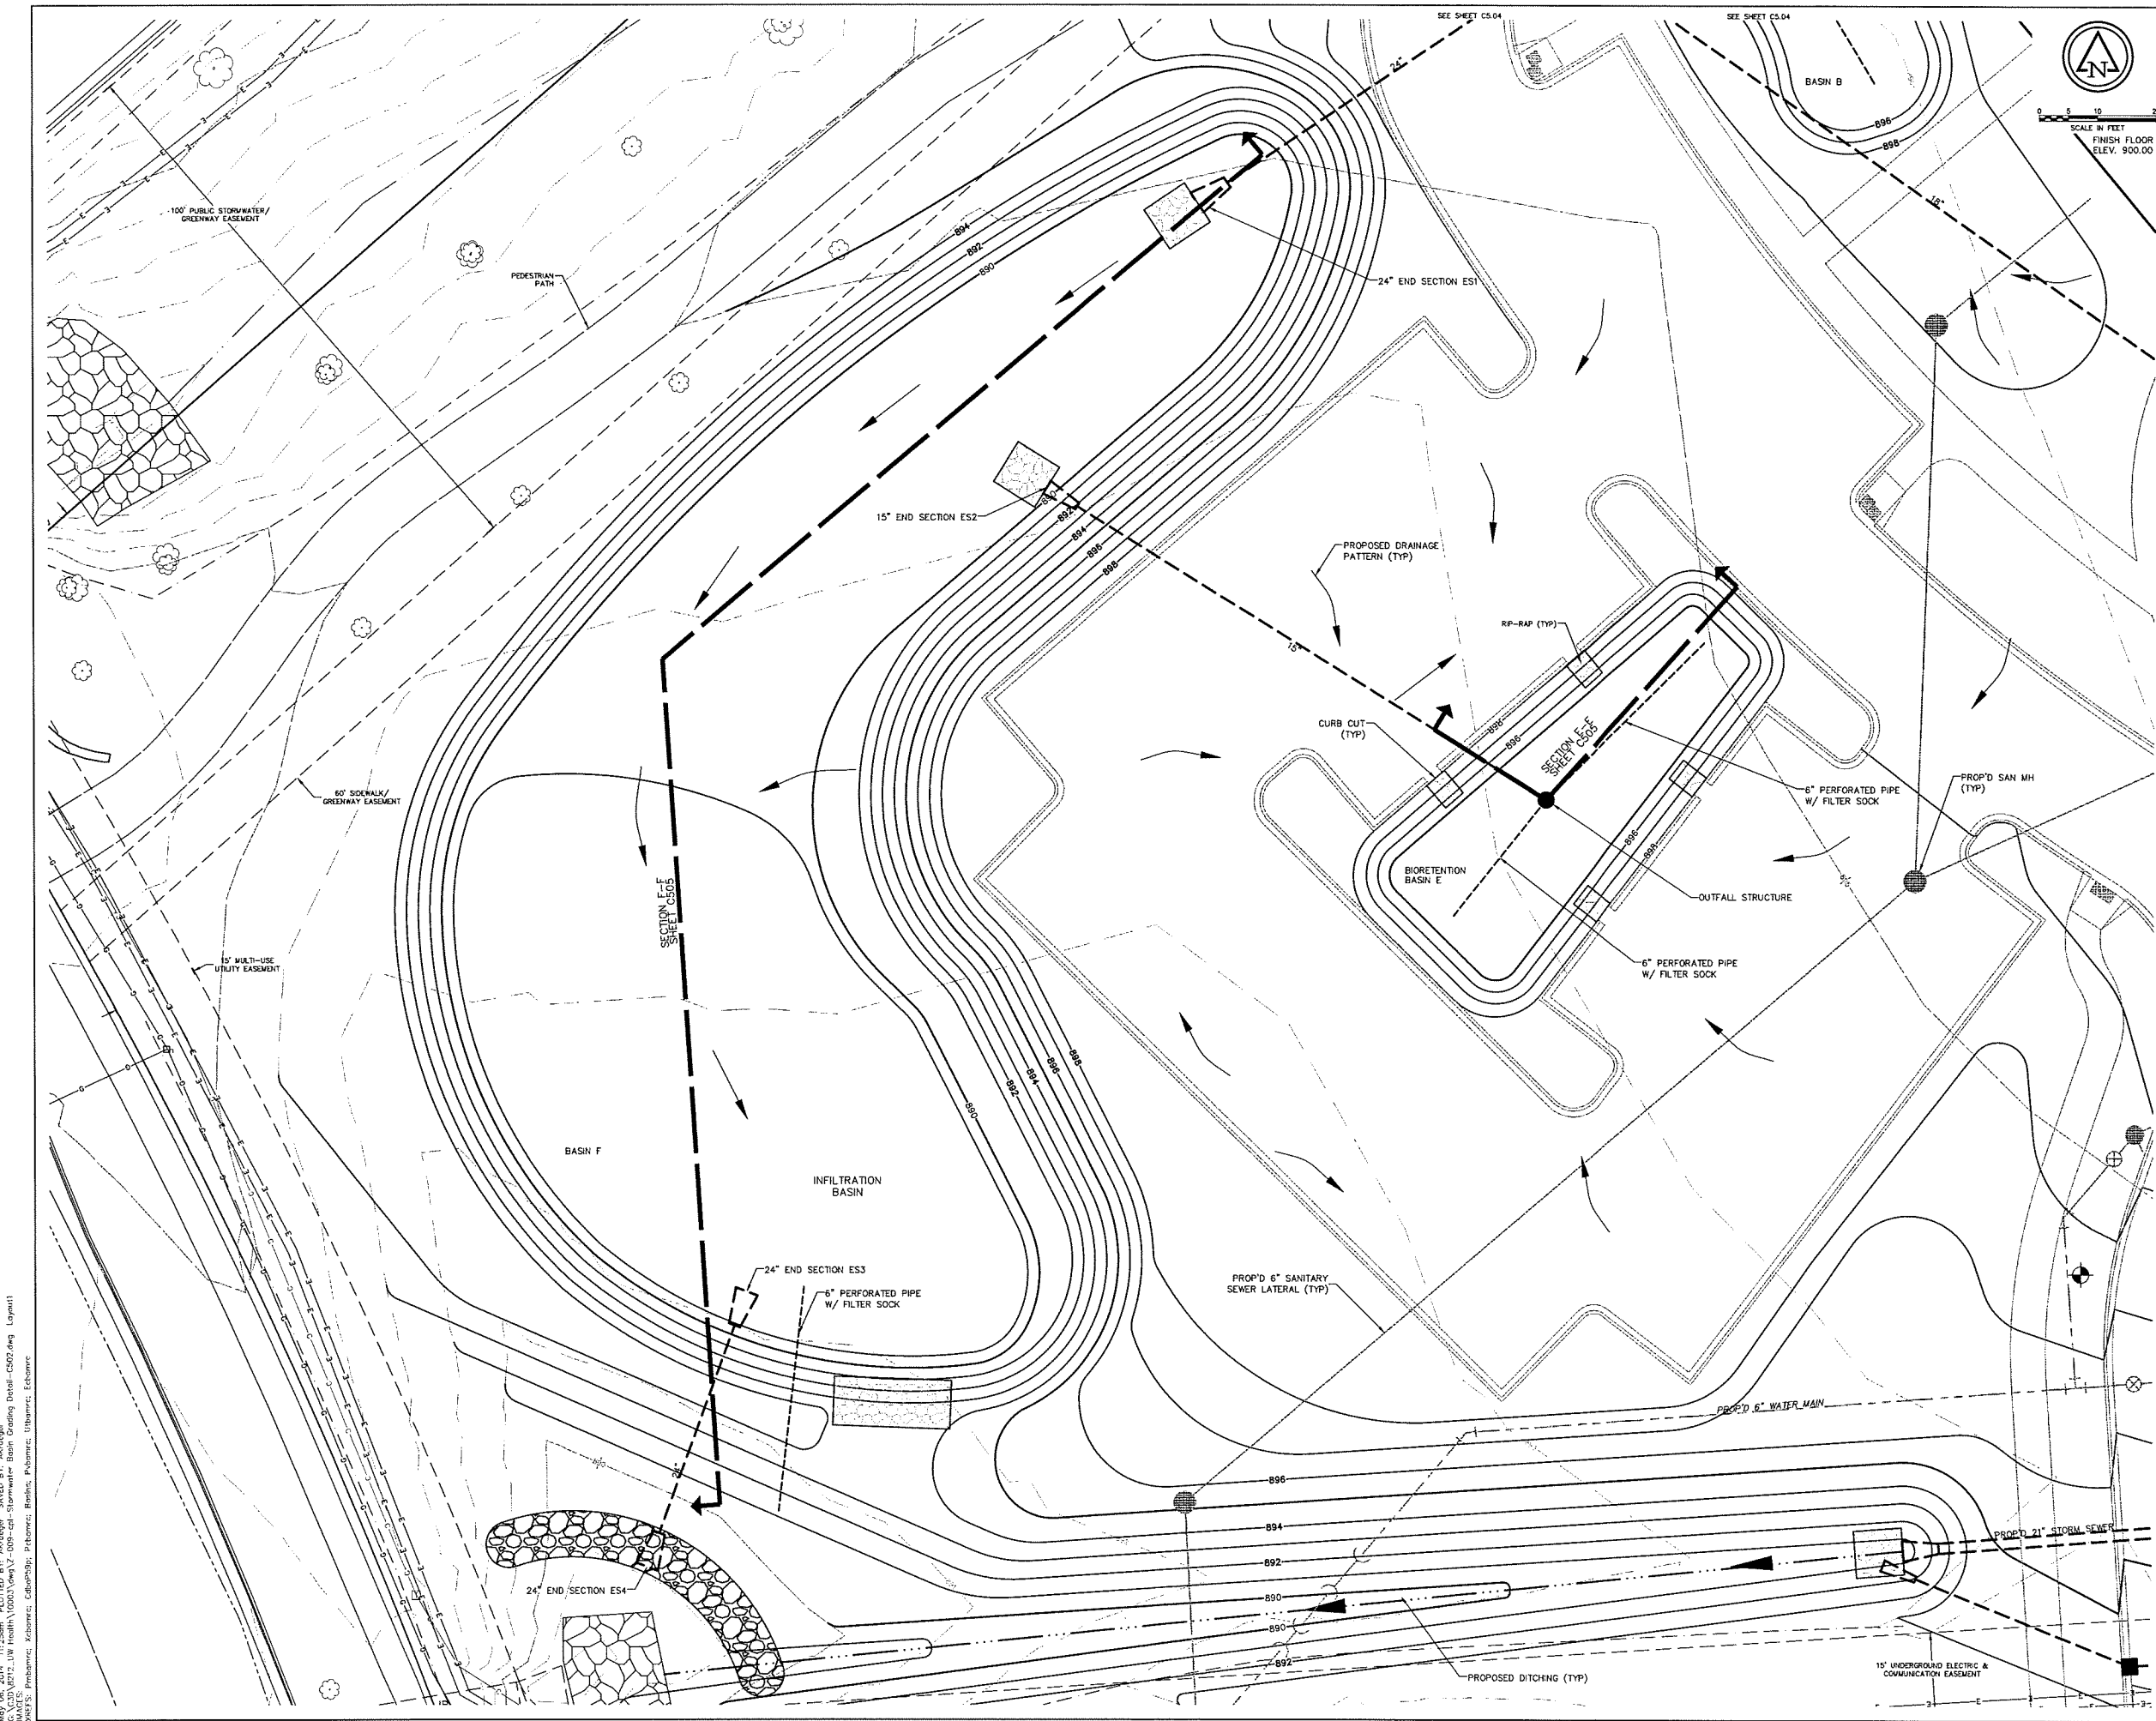 SEE SHEET C5.04
SEE SHEET C5.04
N
0 5 10
SCALE IN FEET
FINISH FLOOR
ELEV. 900.00
BASIN B
896
898
24"
18"
100' PUBLIC STORMWATER/
GREENWAY EASEMENT
PEDESTRIAN
PATH
894
892
890
24" END SECTION ES1
15" END SECTION ES2
890
892
894
896
898
PROPOSED DRAINAGE
PATTERN (TYP)
RIP-RAP (TYP)
15"
CURB CUT
(TYP)
898
896
SECTION E-E
SHEET C505
6" PERFORATED PIPE
W/ FILTER SOCK
PROP'D SAN MH
(TYP)
60' SIDEWALK/
GREENWAY EASEMENT
896
898
BIORETENTION
BASIN E
OUTFALL STRUCTURE
SECTION F-F
SHEET C505
15' MULTI-USE
UTILITY EASEMENT
6" PERFORATED PIPE
W/ FILTER SOCK
898
896
894
892
890
BASIN F
INFILTRATION
BASIN
24" END SECTION ES3
6" PERFORATED PIPE
W/ FILTER SOCK
PROP'D 6" SANITARY
SEWER LATERAL (TYP)
PROP'D 6" WATER MAIN
24"
896
894
892
890
890
892
PROP'D 21" STORM SEWER
24" END SECTION ES4
PROPOSED DITCHING (TYP)
15' UNDERGROUND ELECTRIC &
COMMUNICATION EASEMENT